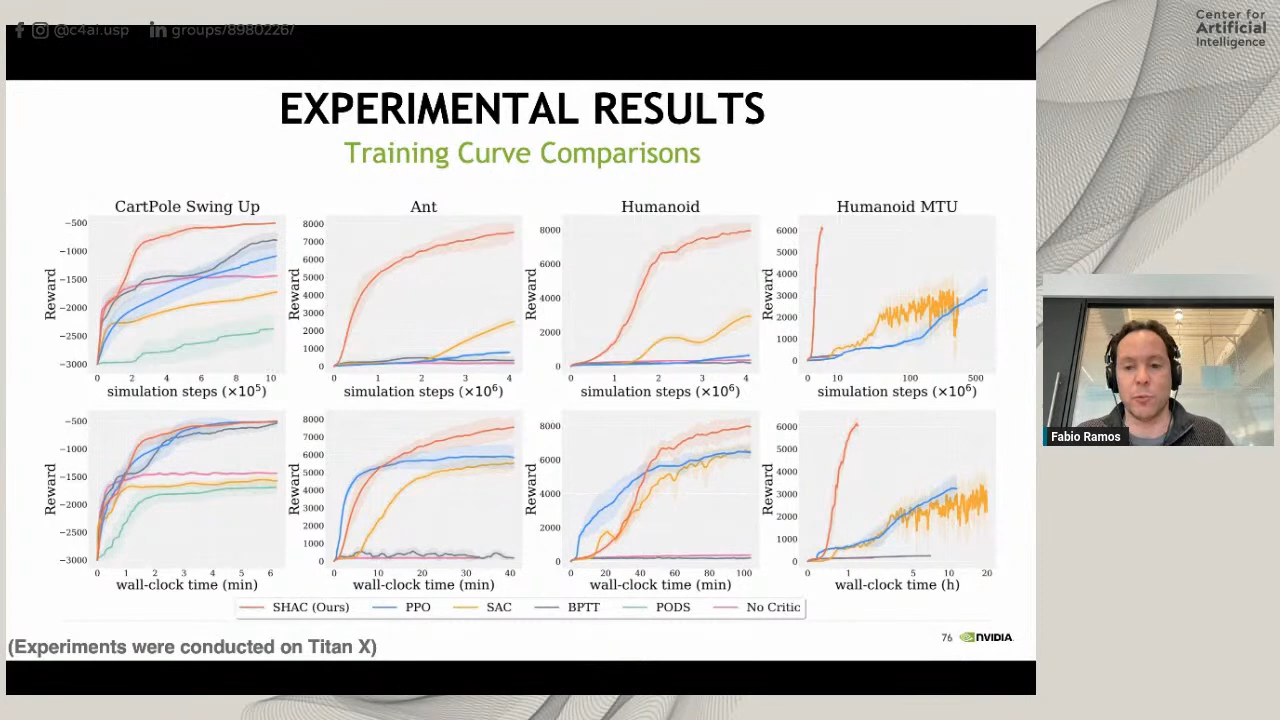 @c4ai.usp groups/8980226/
Center for
Artificial
Intelligence
EXPERIMENTAL RESULTS
Training Curve Comparisons
CartPole Swing Up
Ant
Humanoid
Humanoid MTU
Reward
−500
−1000
−1500
−2000
−2500
−3000
0 2 4 6 8 10
simulation steps (×10⁵)
Reward
8000
7000
6000
5000
4000
3000
2000
1000
0
0 1 2 3 4
simulation steps (×10⁶)
Reward
8000
6000
4000
2000
0
0 1 2 3 4
simulation steps (×10⁶)
Reward
6000
5000
4000
3000
2000
1000
0
0 10 100 500
simulation steps (×10⁶)
Reward
−500
−1000
−1500
−2000
−2500
−3000
0 1 2 3 4 5 6
wall-clock time (min)
Reward
8000
7000
6000
5000
4000
3000
2000
1000
0
0 10 20 30 40
wall-clock time (min)
Reward
8000
6000
4000
2000
0
0 20 40 60 80 100
wall-clock time (min)
Reward
6000
5000
4000
3000
2000
1000
0
0 1 5 10 20
wall-clock time (h)
SHAC (Ours) PPO SAC BPTT PODS No Critic
76 NVIDIA
(Experiments were conducted on Titan X)
Fabio Ramos